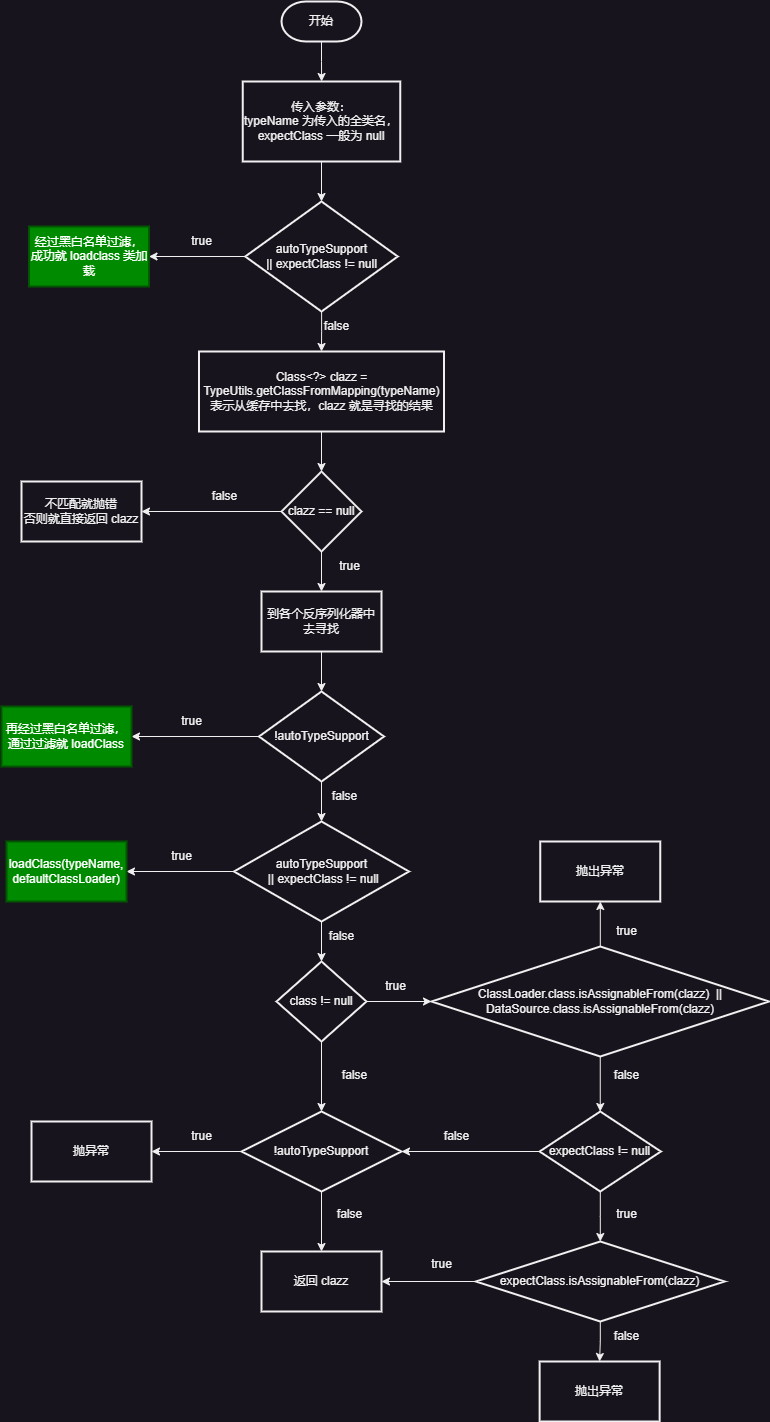 开始
传入参数：
typeName 为传入的全类名，
expectClass 一般为 null
autoTypeSupport
|| expectClass != null
true
经过黑白名单过滤，
成功就 loadclass 类加
载
false
Class<?> clazz =
TypeUtils.getClassFromMapping(typeName)
表示从缓存中去找，clazz 就是寻找的结果
clazz == null
false
不匹配就抛错
否则就直接返回 clazz
true
到各个反序列化器中
去寻找
!autoTypeSupport
true
再经过黑白名单过滤，
通过过滤就 loadClass
false
autoTypeSupport
|| expectClass != null
true
loadClass(typeName,
defaultClassLoader)
false
class != null
true
ClassLoader.class.isAssignableFrom(clazz) ||
DataSource.class.isAssignableFrom(clazz)
true
抛出异常
false
false
expectClass != null
false
!autoTypeSupport
true
抛异常
false
true
expectClass.isAssignableFrom(clazz)
true
返回 clazz
false
抛出异常